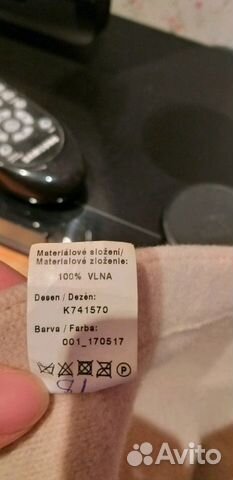 Materiálové složení/
Materiálové zloženie:
100% VLNA
Desen / Dezén:
K741570
Barva / Farba:
001_170517
P
Avito